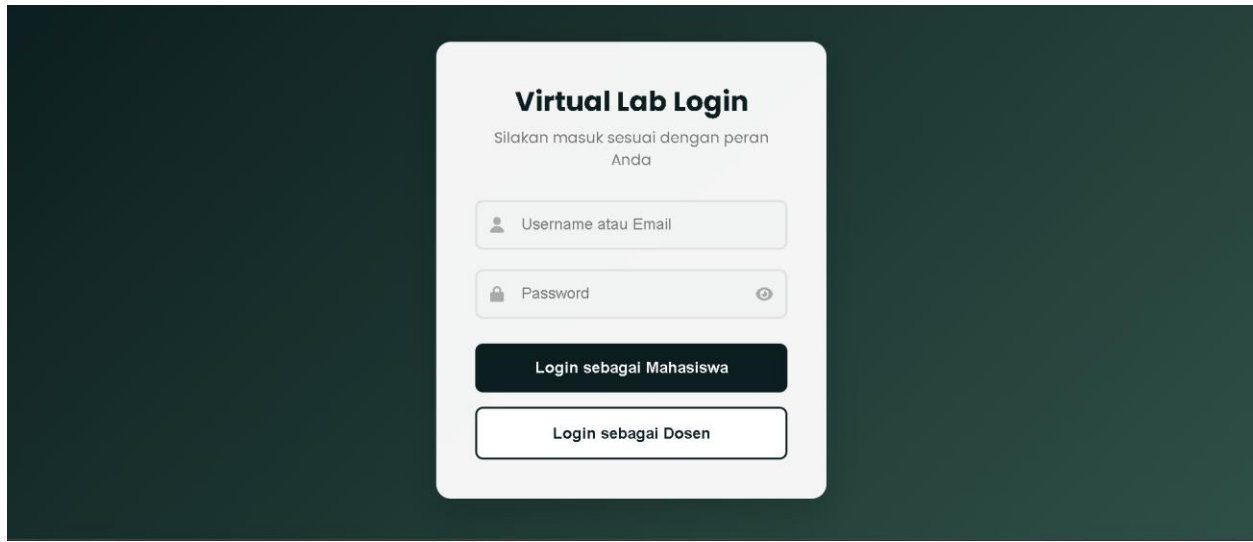 Virtual Lab Login
Silakan masuk sesuai dengan peran
Anda
Username atau Email
Password
Login sebagai Mahasiswa
Login sebagai Dosen